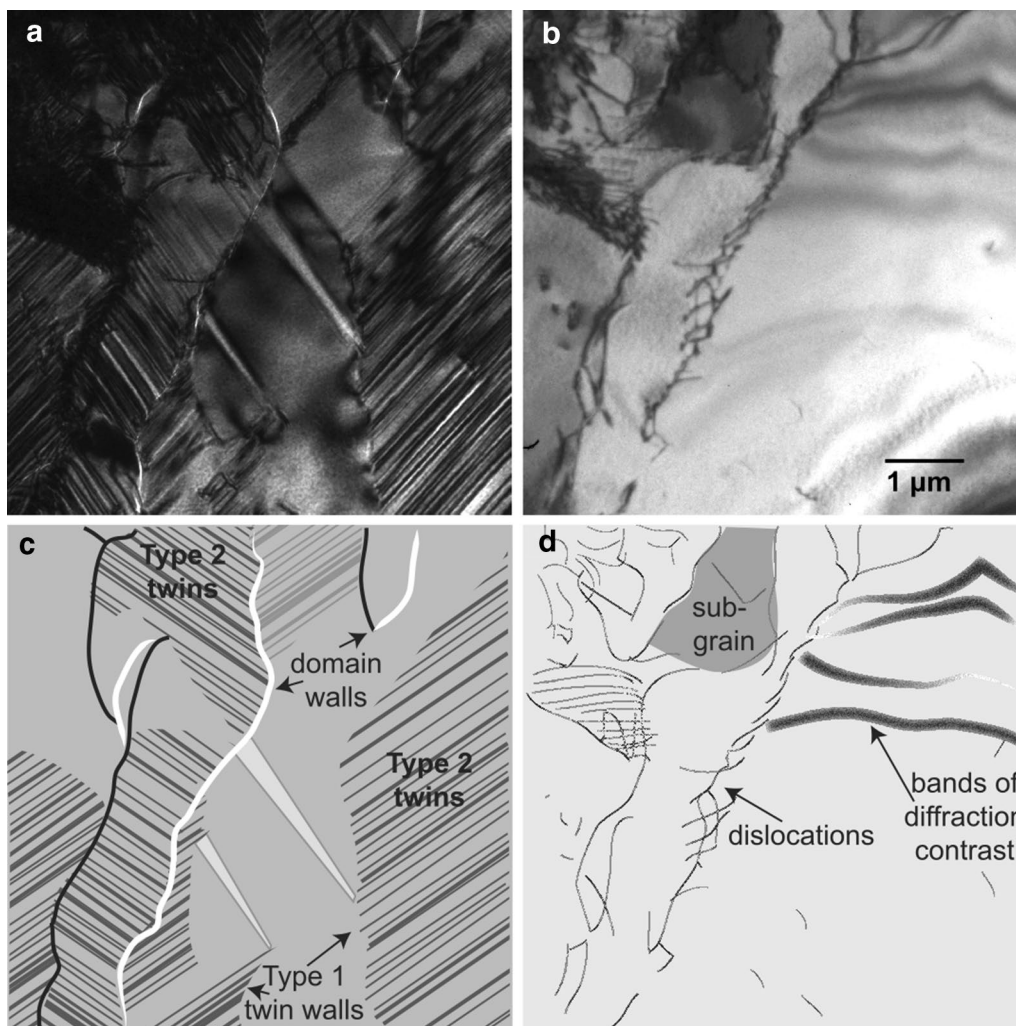 a
b
1 µm
c
Type 2
twins
domain
walls
Type 2
twins
Type 1
twin walls
d
sub-
grain
dislocations
bands of
diffraction
contrast